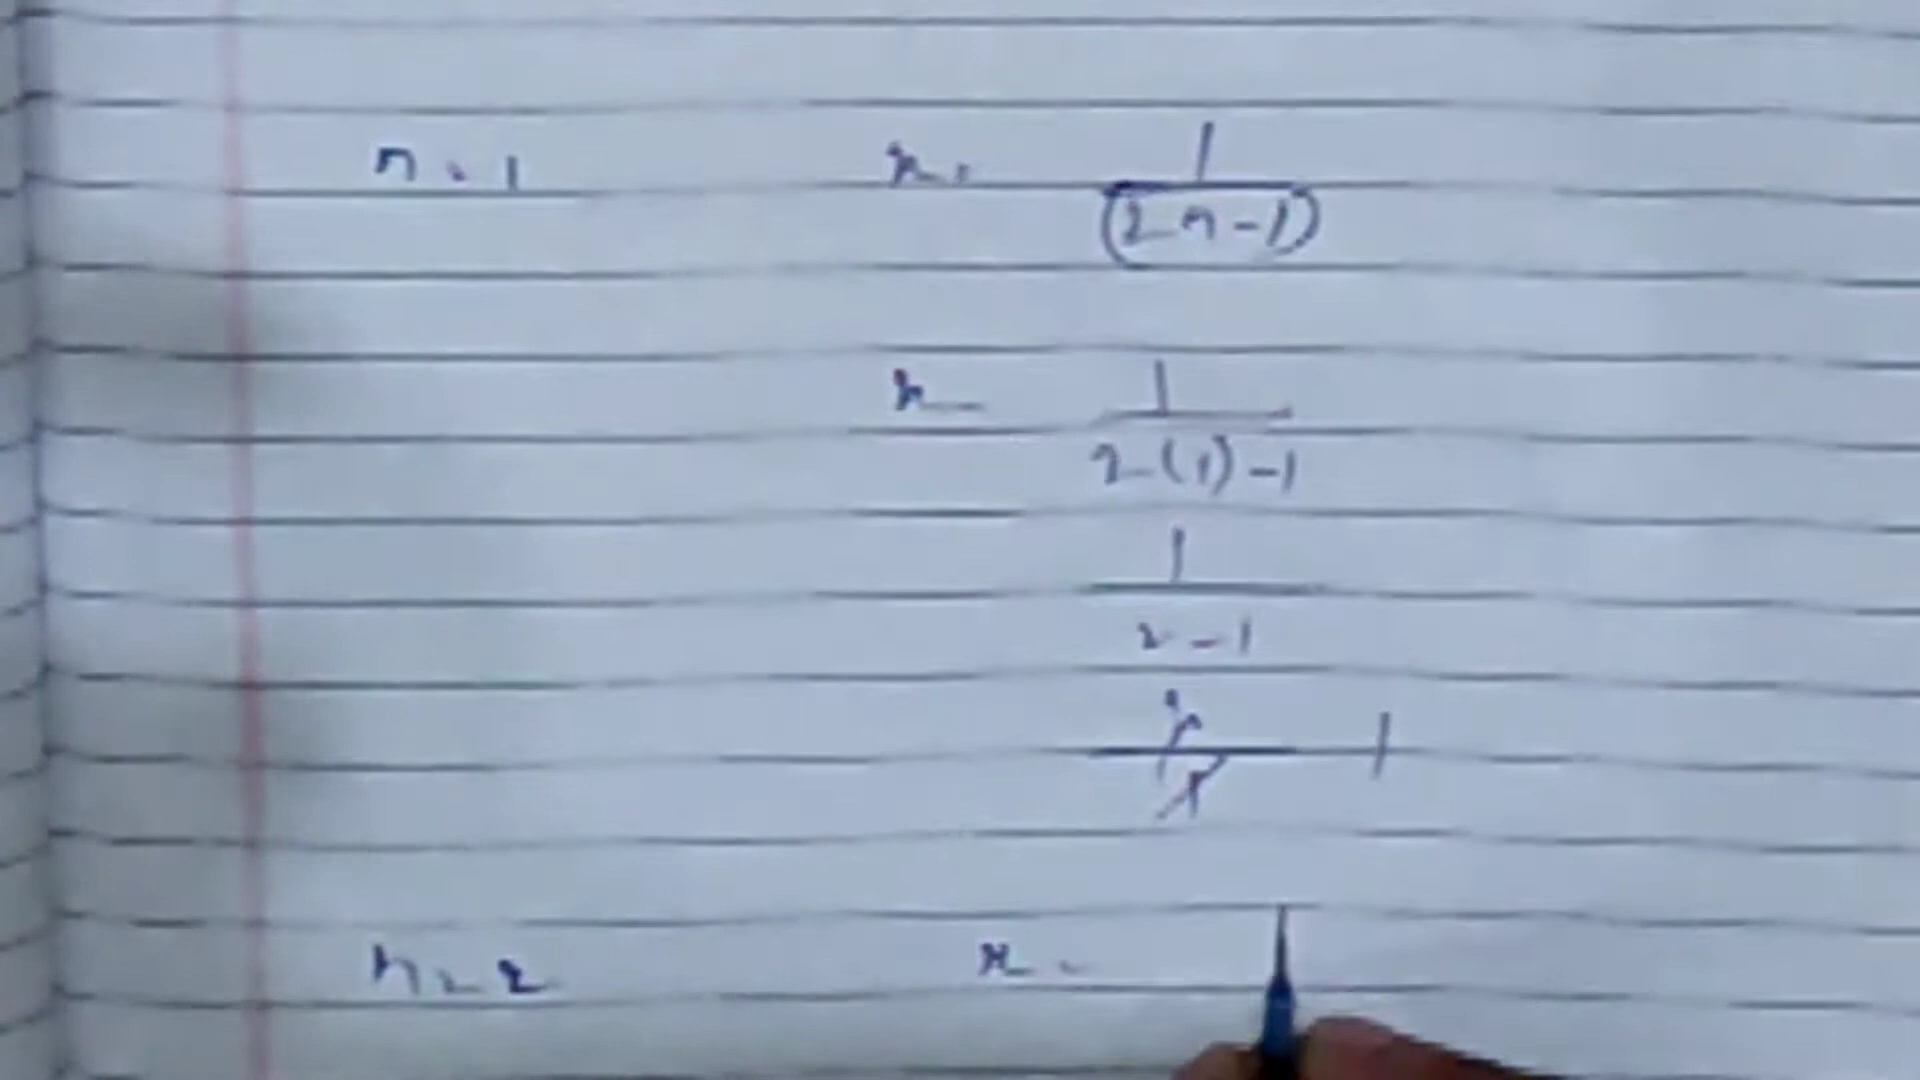 n = 1 x = 1/(2n-1)
x = 1/2(1)-1
1/2-1
1/1 1
n = 2 x =